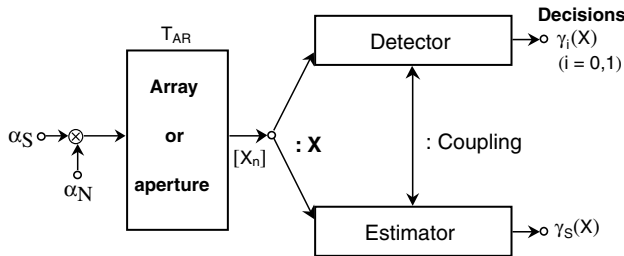 Decisions
T_AR
Detector
γ_i(X)
(i = 0,1)
Array
or
aperture
α_S
⊗
α_N
[X_n]
: X
: Coupling
Estimator
γ_S(X)